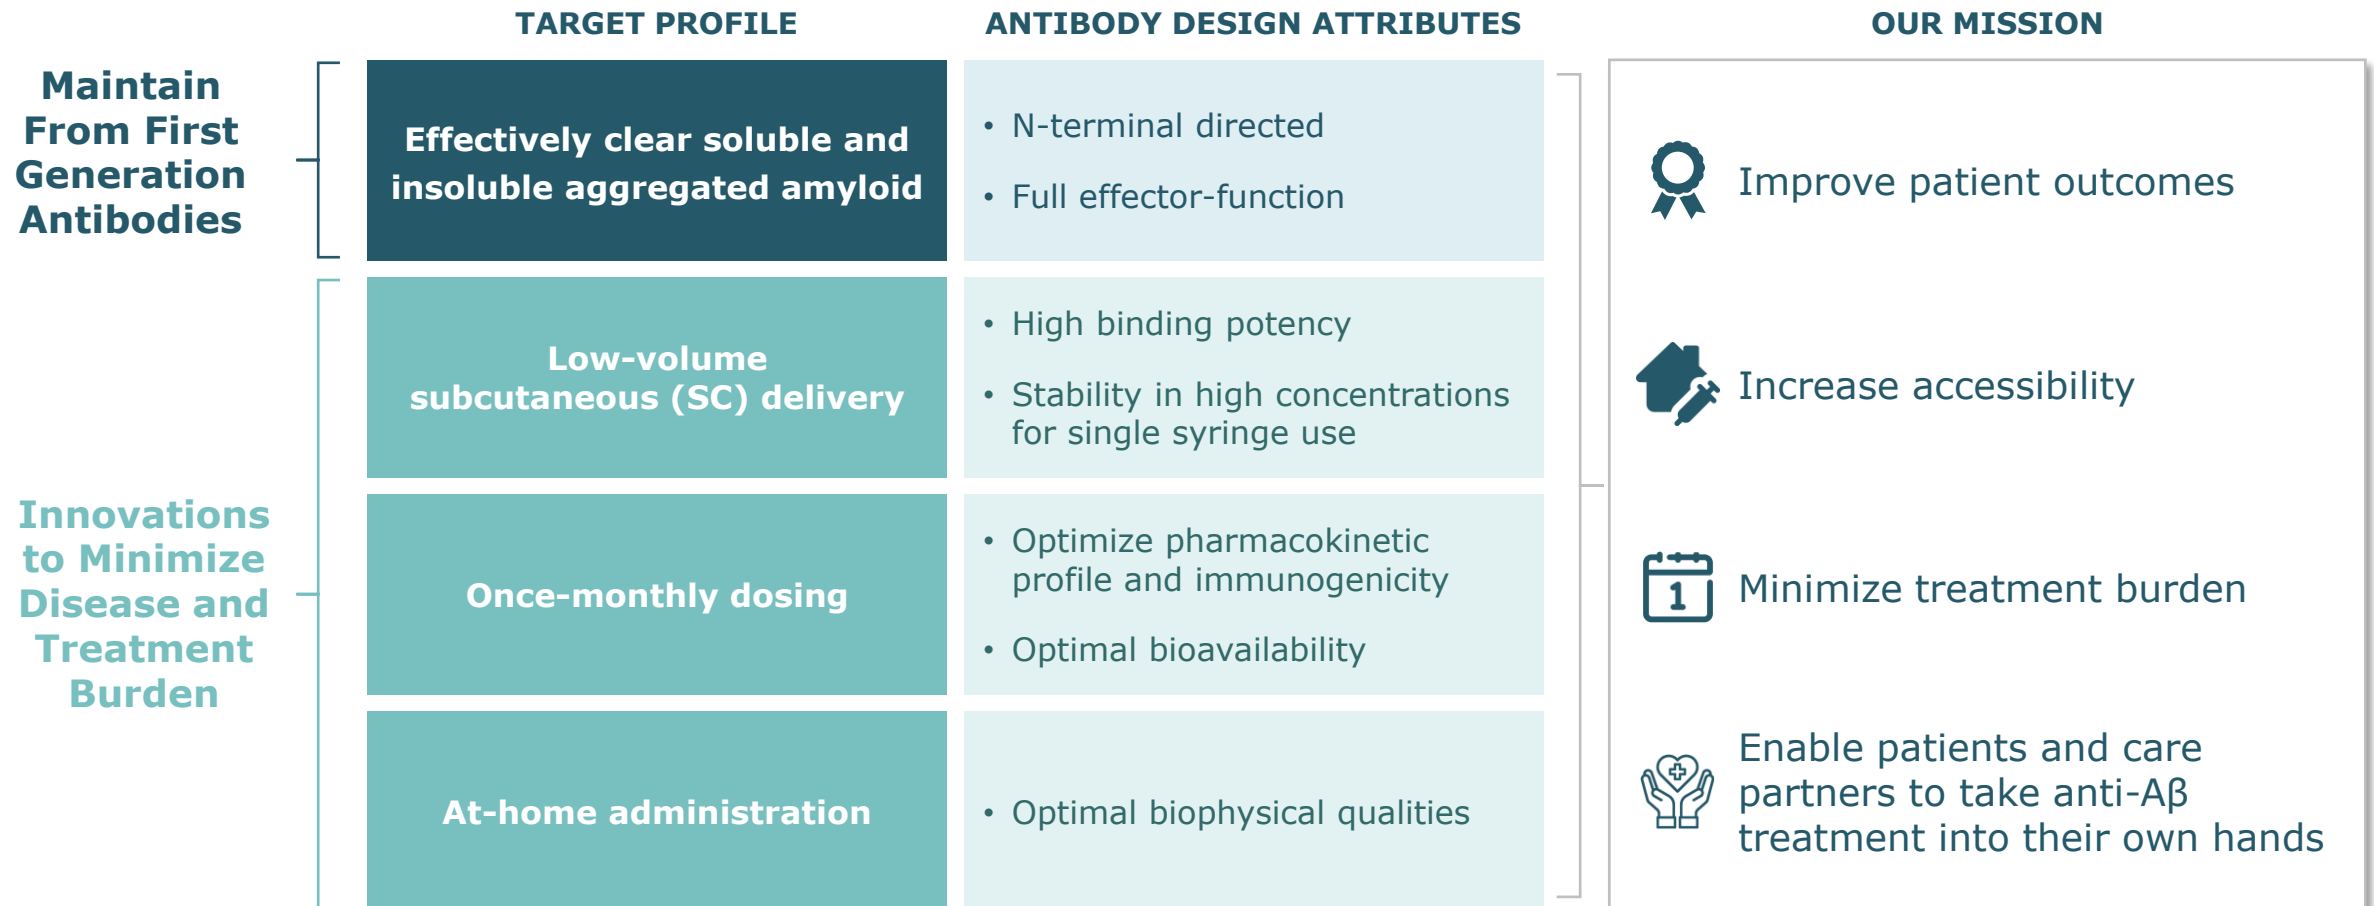 TARGET PROFILE
ANTIBODY DESIGN ATTRIBUTES
OUR MISSION
Maintain
From First
Generation
Antibodies
Effectively clear soluble and
insoluble aggregated amyloid
• N-terminal directed
• Full effector-function
Innovations
to Minimize
Disease and
Treatment
Burden
Low-volume
subcutaneous (SC) delivery
• High binding potency
• Stability in high concentrations
for single syringe use
Once-monthly dosing
• Optimize pharmacokinetic
profile and immunogenicity
• Optimal bioavailability
At-home administration
• Optimal biophysical qualities
Improve patient outcomes
Increase accessibility
1
Minimize treatment burden
Enable patients and care
partners to take anti-Aβ
treatment into their own hands